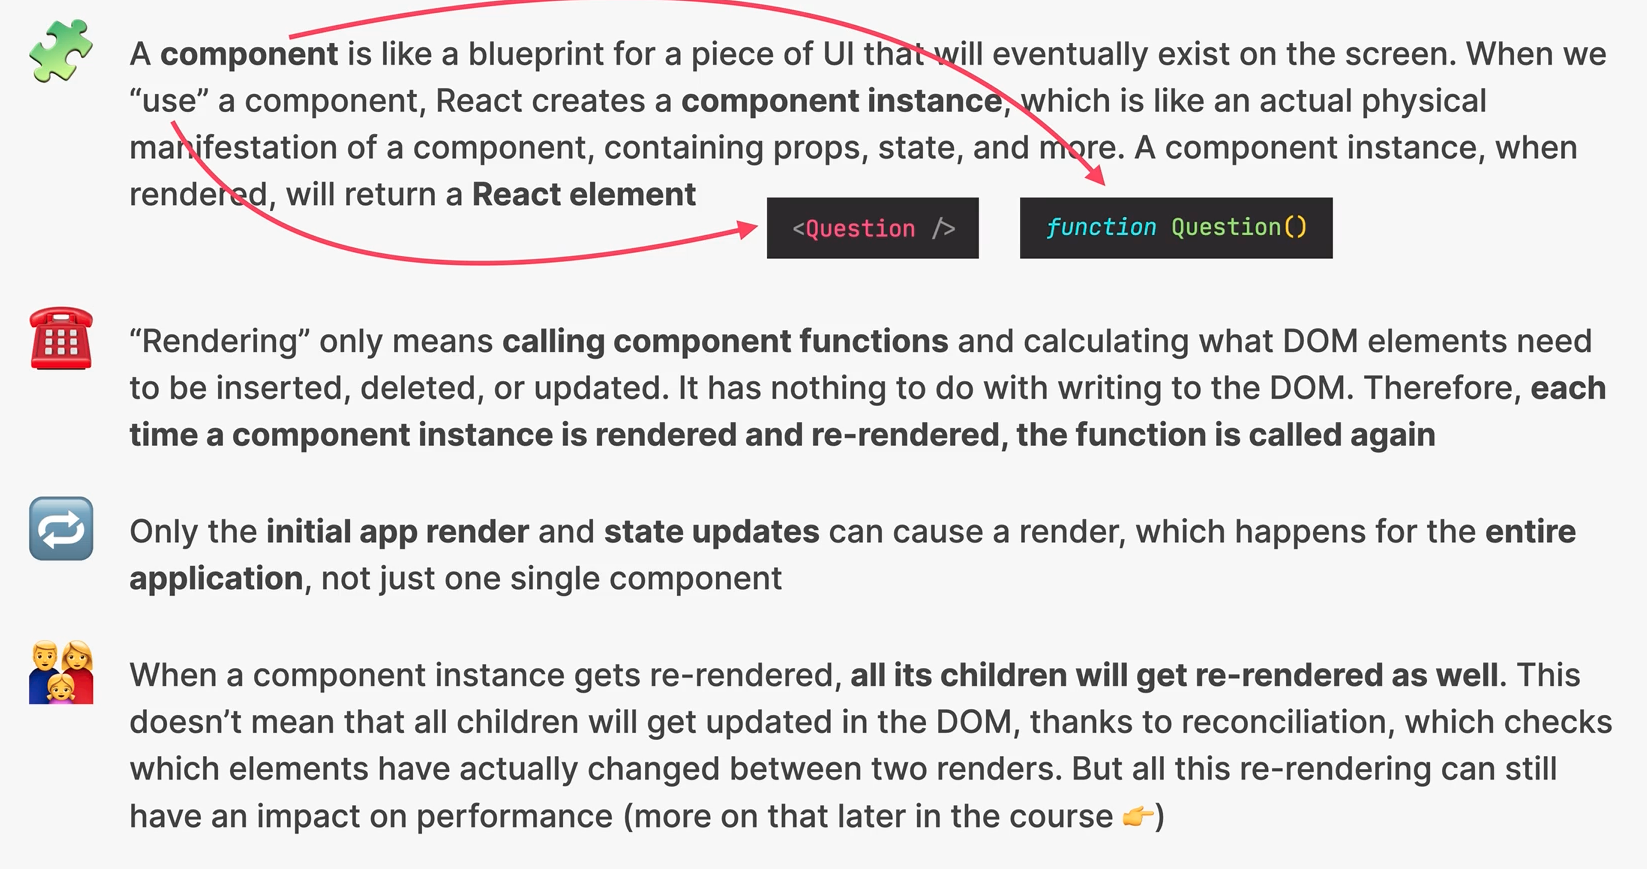 A component is like a blueprint for a piece of UI that will eventually exist on the screen. When we
“use” a component, React creates a component instance, which is like an actual physical
manifestation of a component, containing props, state, and more. A component instance, when
rendered, will return a React element
<Question />
function Question()
“Rendering” only means calling component functions and calculating what DOM elements need
to be inserted, deleted, or updated. It has nothing to do with writing to the DOM. Therefore, each
time a component instance is rendered and re-rendered, the function is called again
Only the initial app render and state updates can cause a render, which happens for the entire
application, not just one single component
When a component instance gets re-rendered, all its children will get re-rendered as well. This
doesn’t mean that all children will get updated in the DOM, thanks to reconciliation, which checks
which elements have actually changed between two renders. But all this re-rendering can still
have an impact on performance (more on that later in the course 👉)